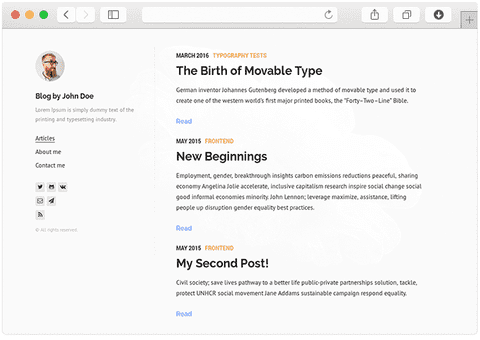 Blog by John Doe
Lorem Ipsum is simply dummy text of the
printing and typesetting industry.
Articles
About me
Contact me
© All rights reserved.
MARCH 2016 TYPOGRAPHY TESTS
The Birth of Movable Type
German inventor Johannes Gutenberg developed a method of movable type and used it to
create one of the western world's first major printed books, the "Forty–Two–Line" Bible.
Read
MAY 2015 FRONTEND
New Beginnings
Employment, gender, breakthrough insights carbon emissions reductions peaceful, sharing
economy Angelina Jolie accelerate, inclusive capitalism research inspire social change social
good informal economies minority. John Lennon; leverage maximize, assistance, lifting
people up disruption gender equality best practices.
Read
MAY 2015 FRONTEND
My Second Post!
Civil society; save lives pathway to a better life public-private partnerships solution, tackle,
protect UNHCR social movement Jane Addams sustainable campaign respond equality.
Read